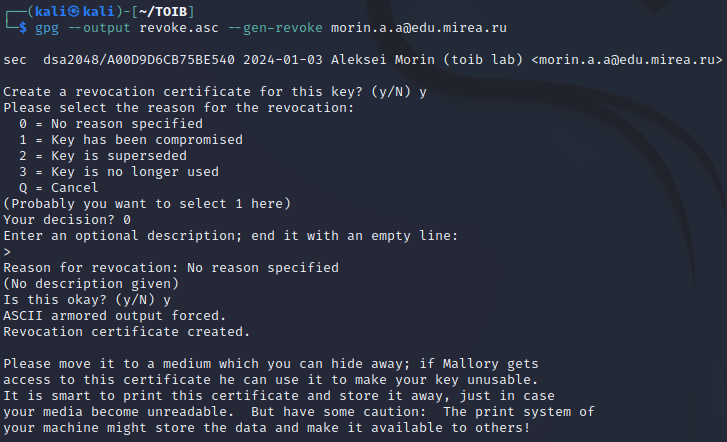 ┌──(kali㉿kali)-[~/TOIB]
└─$ gpg --output revoke.asc --gen-revoke morin.a.a@edu.mirea.ru
sec  dsa2048/A00D9D6CB75BE540 2024-01-03 Aleksei Morin (toib lab) <morin.a.a@edu.mirea.ru>
Create a revocation certificate for this key? (y/N) y
Please select the reason for the revocation:
  0 = No reason specified
  1 = Key has been compromised
  2 = Key is superseded
  3 = Key is no longer used
  Q = Cancel
(Probably you want to select 1 here)
Your decision? 0
Enter an optional description; end it with an empty line:
>
Reason for revocation: No reason specified
(No description given)
Is this okay? (y/N) y
ASCII armored output forced.
Revocation certificate created.
Please move it to a medium which you can hide away; if Mallory gets
access to this certificate he can use it to make your key unusable.
It is smart to print this certificate and store it away, just in case
your media become unreadable.  But have some caution:  The print system of
your machine might store the data and make it available to others!